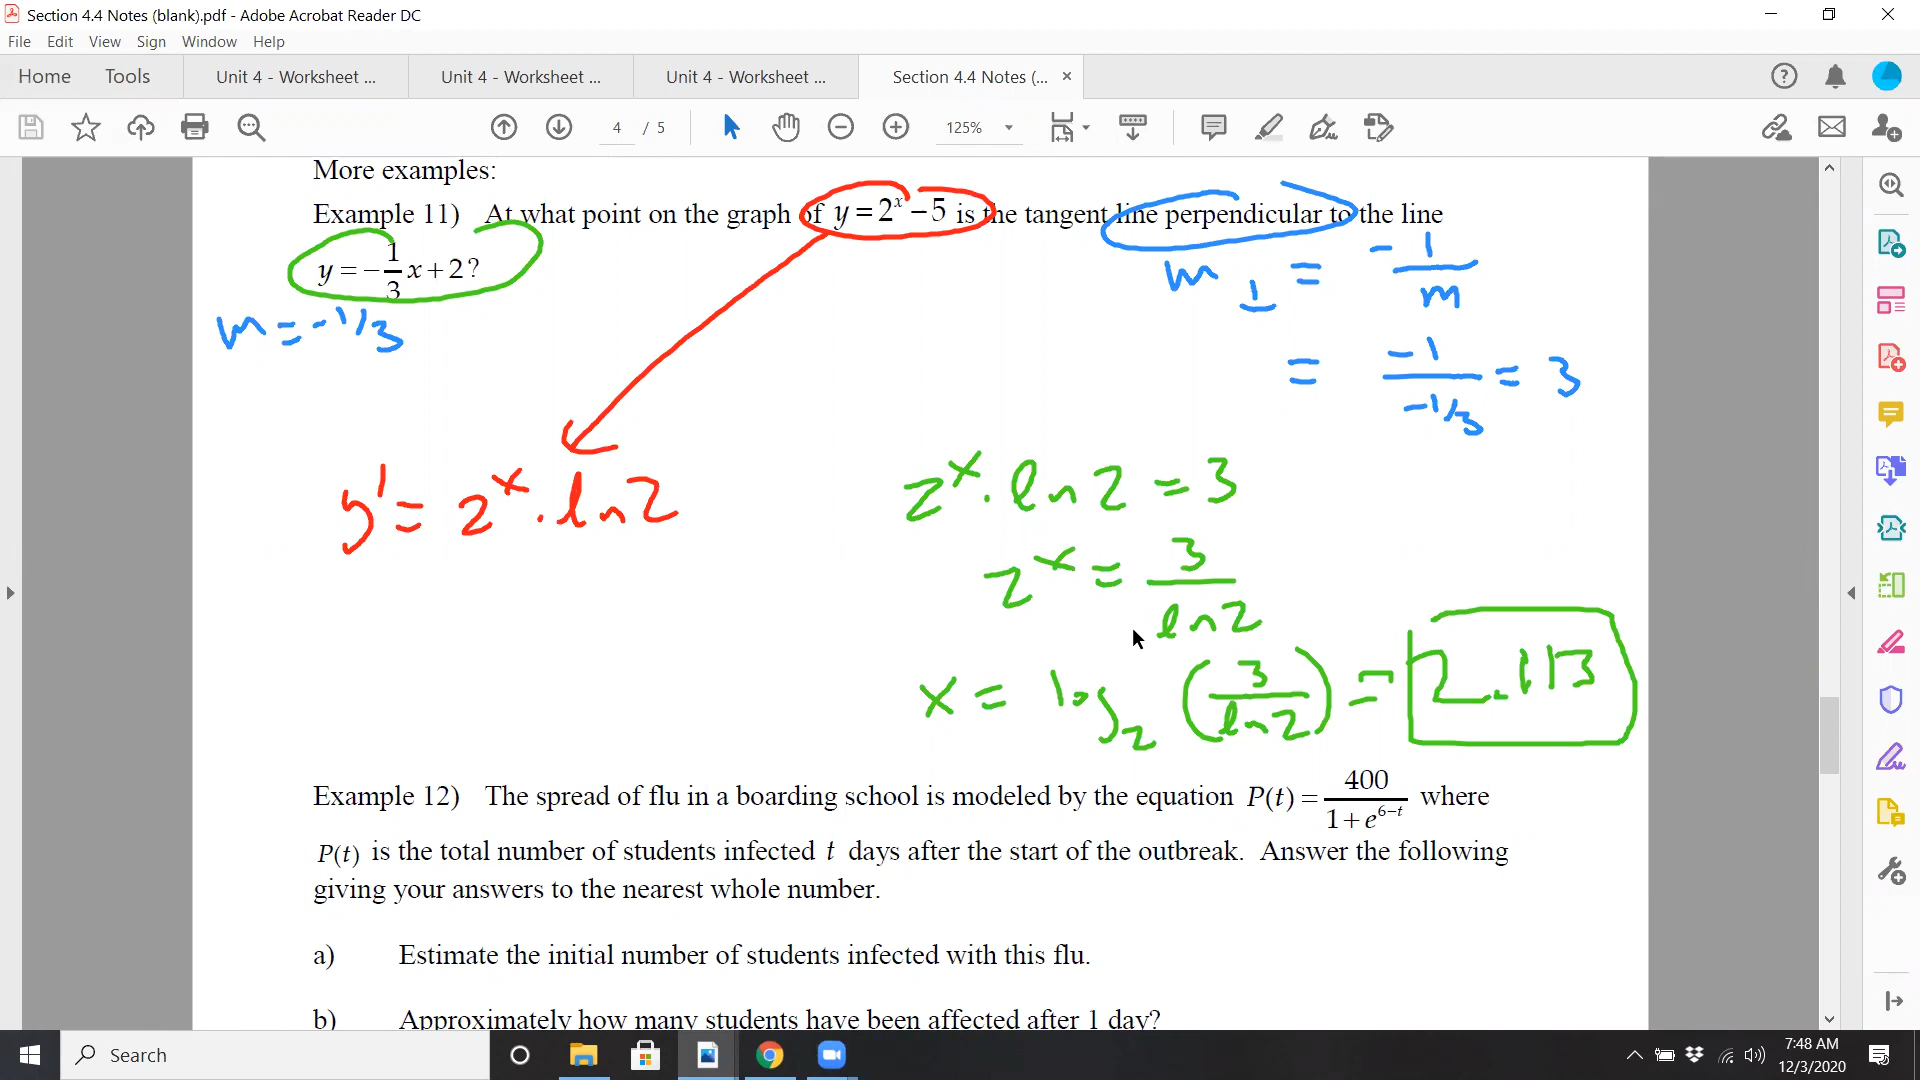 Section 4.4 Notes (blank).pdf - Adobe Acrobat Reader DC
File Edit View Sign Window Help
Home Tools Unit 4 - Worksheet ... Unit 4 - Worksheet ... Unit 4 - Worksheet ... Section 4.4 Notes (... ×
4 / 5 125%
More examples:
Example 11) At what point on the graph of y = 2^x − 5 is the tangent line perpendicular to the line
y = −1/3 x + 2?
m ⊥ = −1/m
m = −1/3
= −1/(−1/3) = 3
y' = 2^x · ln2
2^x · ln 2 = 3
2^x = 3/ln2
x = log_2 (3/ln2) = 2.113
Example 12) The spread of flu in a boarding school is modeled by the equation P(t) = 400/(1+e^(6−t)) where
P(t) is the total number of students infected t days after the start of the outbreak. Answer the following
giving your answers to the nearest whole number.
a) Estimate the initial number of students infected with this flu.
b) Approximately how many students have been affected after 1 day?
Search
7:48 AM
12/3/2020